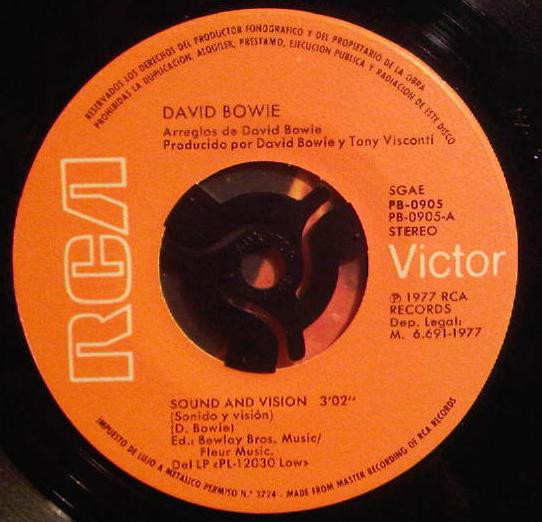 RESERVADOS LOS DERECHOS DEL PRODUCTOR FONOGRAFICO Y DEL PROPIETARIO DE LA OBRA
PROHIBIDAS LA DUPLICACION, ALQUILER, PRESTAMO, EJECUCION PUBLICA Y RADIACION DE ESTE DISCO
DAVID BOWIE
Arreglos de David Bowie
Producido por David Bowie y Tony Visconti
RCA
SGAE
PB-0905
PB-0905-A
STEREO
Victor
Ⓟ 1977 RCA
RECORDS
Dep. Legal:
M. 6.691-1977
SOUND AND VISION 3'02"
(Sonido y visión)
(D. Bowie)
Ed.: Bewlay Bros. Music/
Fleur Music.
Del LP «PL-12030 Low»
IMPUESTO DE LUJO A METALICO PERMISO N.º 3724 - MADE FROM MASTER RECORDING OF RCA RECORDS